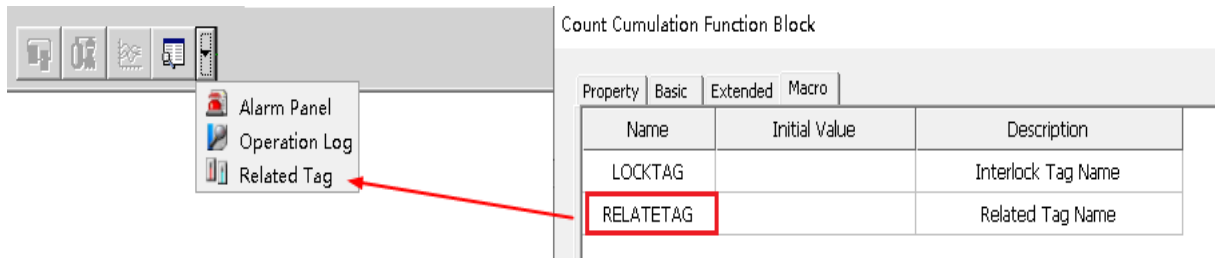 Alarm Panel
Operation Log
Related Tag
Count Cumulation Function Block
Property Basic Extended Macro
Name Initial Value Description
LOCKTAG Interlock Tag Name
RELATETAG Related Tag Name